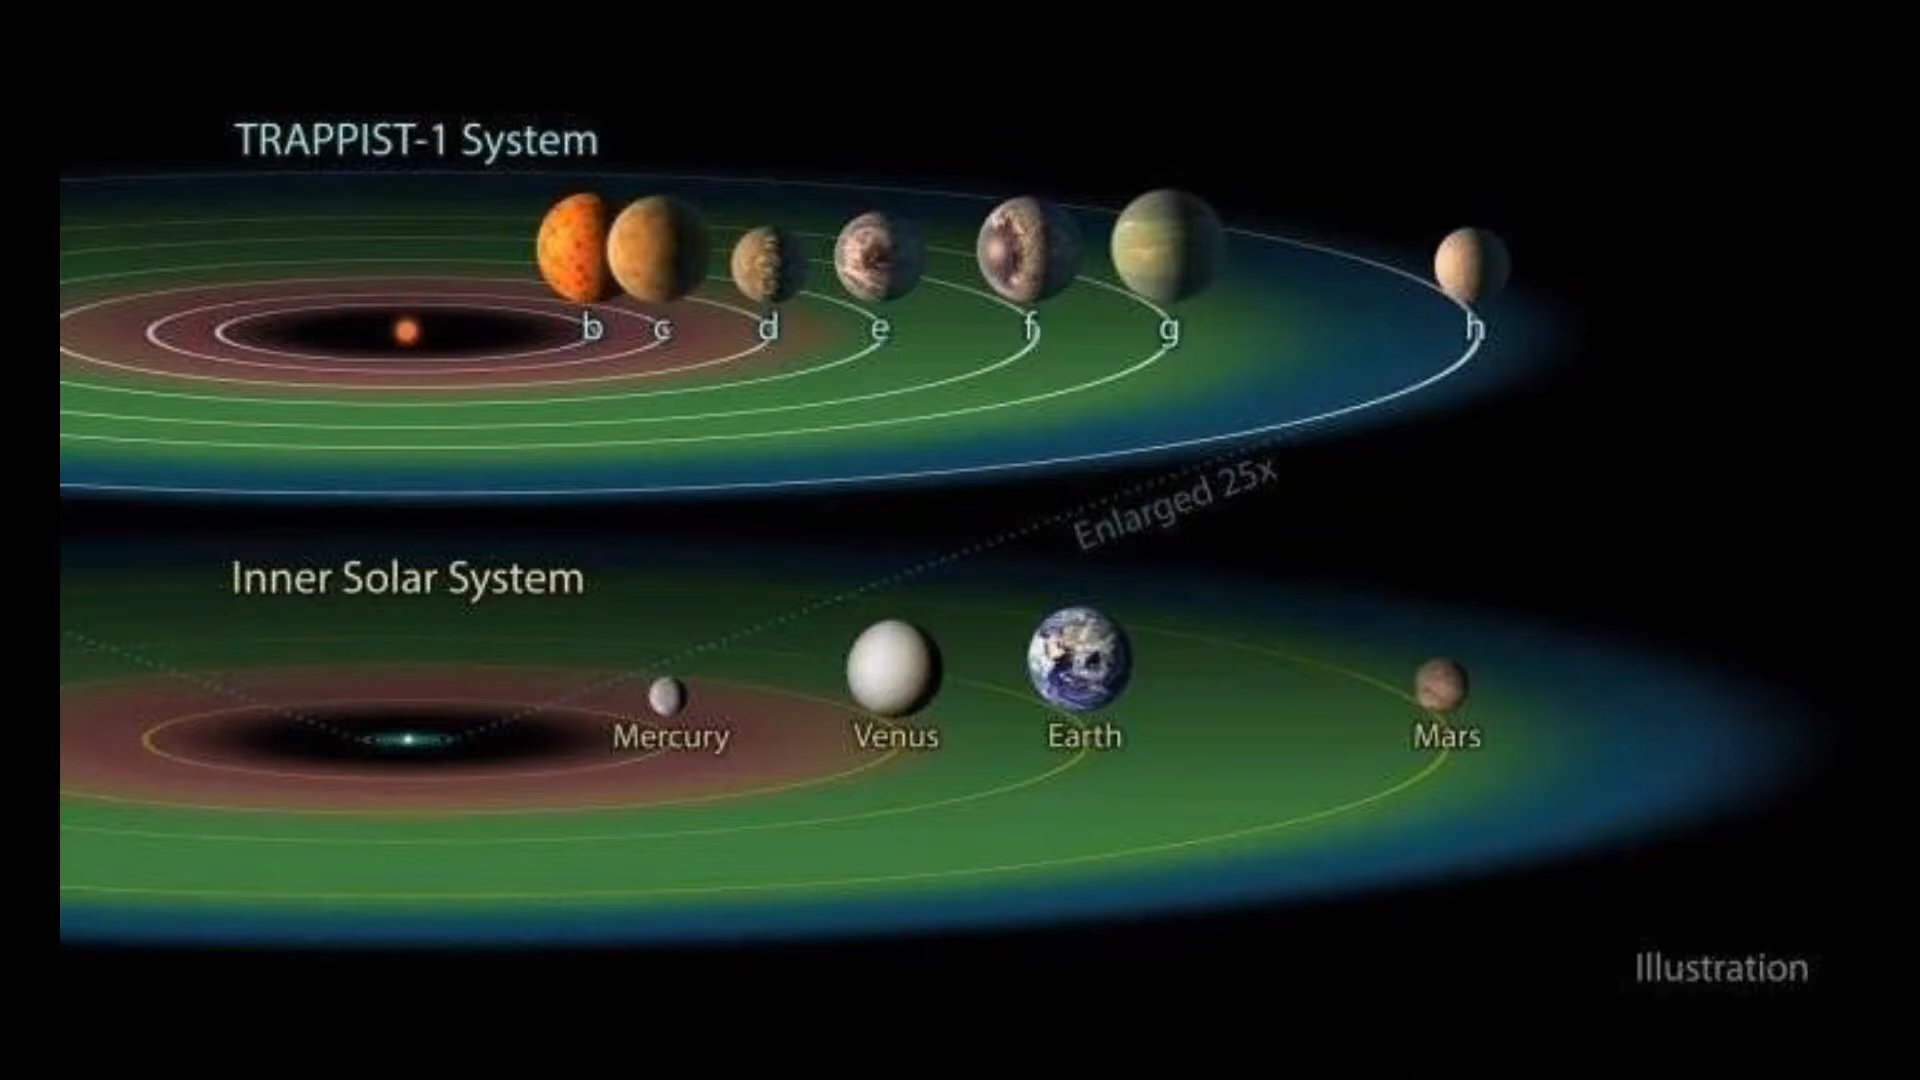 TRAPPIST-1 System
b c d e f g h
Enlarged 25x
Inner Solar System
Mercury Venus Earth Mars
Illustration